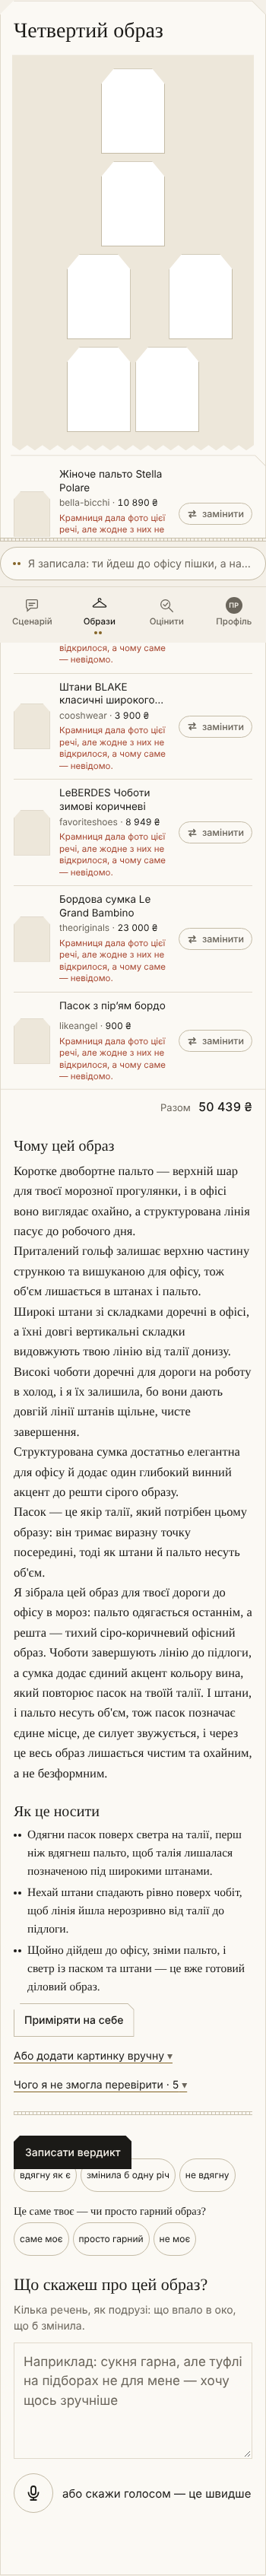 Четвертий образ
Жіноче пальто Stella
Polare
bella-bicchi · 10 890 ₴
Крамниця дала фото цієї
речі, але жодне з них не
замінити
Я записала: ти йдеш до офісу пішки, а на...
Сценарій
Образи
Оцінити
ПР
Профіль
відкрилося, а чому саме
— невідомо.
Штани BLAKE
класичні широкого...
cooshwear · 3 900 ₴
Крамниця дала фото цієї
речі, але жодне з них не
відкрилося, а чому саме
— невідомо.
замінити
LeBERDES Чоботи
зимові коричневі
favoriteshoes · 8 949 ₴
Крамниця дала фото цієї
речі, але жодне з них не
відкрилося, а чому саме
— невідомо.
замінити
Бордова сумка Le
Grand Bambino
theoriginals · 23 000 ₴
Крамниця дала фото цієї
речі, але жодне з них не
відкрилося, а чому саме
— невідомо.
замінити
Пасок з пір'ям бордо
likeangel · 900 ₴
Крамниця дала фото цієї
речі, але жодне з них не
відкрилося, а чому саме
— невідомо.
замінити
Разом 50 439 ₴
Чому цей образ
Коротке двобортне пальто — верхній шар
для твоєї морозної прогулянки, і в офісі
воно виглядає охайно, а структурована лінія
пасує до робочого дня.
Приталений гольф залишає верхню частину
стрункою та вишуканою для офісу, тож
об'єм лишається в штанах і пальто.
Широкі штани зі складками доречні в офісі,
а їхні довгі вертикальні складки
видовжують твою лінію від талії донизу.
Високі чоботи доречні для дороги на роботу
в холод, і я їх залишила, бо вони дають
довгій лінії штанів щільне, чисте
завершення.
Структурована сумка достатньо елегантна
для офісу й додає один глибокий винний
акцент до решти сірого образу.
Пасок — це якір талії, який потрібен цьому
образу: він тримає виразну точку
посередині, тоді як штани й пальто несуть
об'єм.
Я зібрала цей образ для твоєї дороги до
офісу в мороз: пальто одягається останнім, а
решта — тихий сіро-коричневий офісний
образ. Чоботи завершують лінію до підлоги,
а сумка додає єдиний акцент кольору вина,
який повторює пасок на твоїй талії. І штани,
і пальто несуть об'єм, тож пасок позначає
єдине місце, де силует звужується, і через
це весь образ лишається чистим та охайним,
а не безформним.
Як це носити
Одягни пасок поверх светра на талії, перш
ніж вдягнеш пальто, щоб талія лишалася
позначеною під широкими штанами.
Нехай штани спадають рівно поверх чобіт,
щоб лінія йшла нерозривно від талії до
підлоги.
Щойно дійдеш до офісу, зніми пальто, і
светр із паском та штани — це вже готовий
діловий образ.
Приміряти на себе
Або додати картинку вручну ▾
Чого я не змогла перевірити · 5 ▾
Записати вердикт
вдягну як є
змінила б одну річ
не вдягну
Це саме твоє — чи просто гарний образ?
саме моє
просто гарний
не моє
Що скажеш про цей образ?
Кілька речень, як подрузі: що впало в око,
що б змінила.
Наприклад: сукня гарна, але туфлі
на підборах не для мене — хочу
щось зручніше
або скажи голосом — це швидше